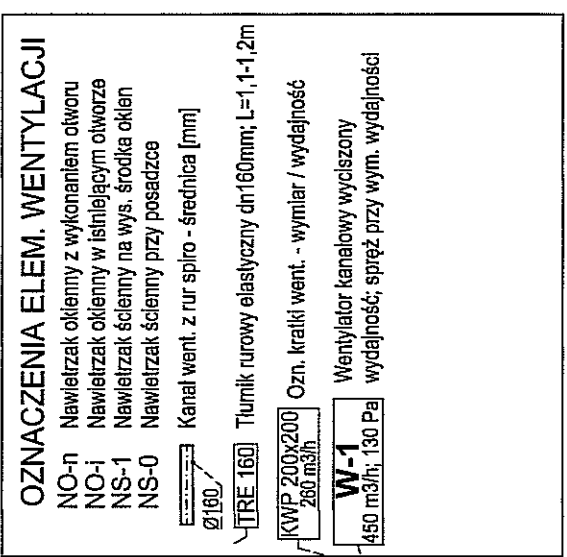 OZNACZENIA ELEM. WENTYLACJI
NO-n Nawietrzak okienny z wykonaniem otworu
NO-i Nawietrzak okienny w istniejącym otworze
NS-1 Nawietrzak ścienny na wys. środka okien
NS-0 Nawietrzak ścienny przy posadzce
Ø160 Kanał went. z rur spiro - średnica [mm]
TRE 160 Tłumik rurowy elastyczny dn160mm; L=1,1-1,2m
KWP 200x200 Ozn. kratki went. - wymiar / wydajność
260 m3/h
W-1 Wentylator kanałowy wyciszony
450 m3/h; 130 Pa wydajność; spręż przy wym. wydajności